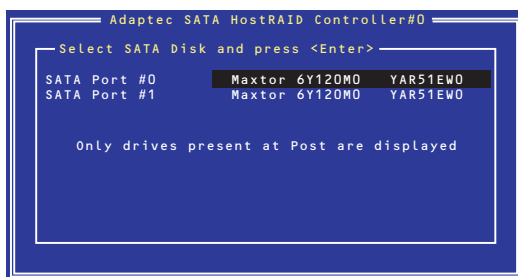 Adaptec SATA HostRAID Controller#0
Select SATA Disk and press <Enter>
SATA Port #0 Maxtor 6Y120M0 YAR51EW0
SATA Port #1 Maxtor 6Y120M0 YAR51EW0
Only drives present at Post are displayed